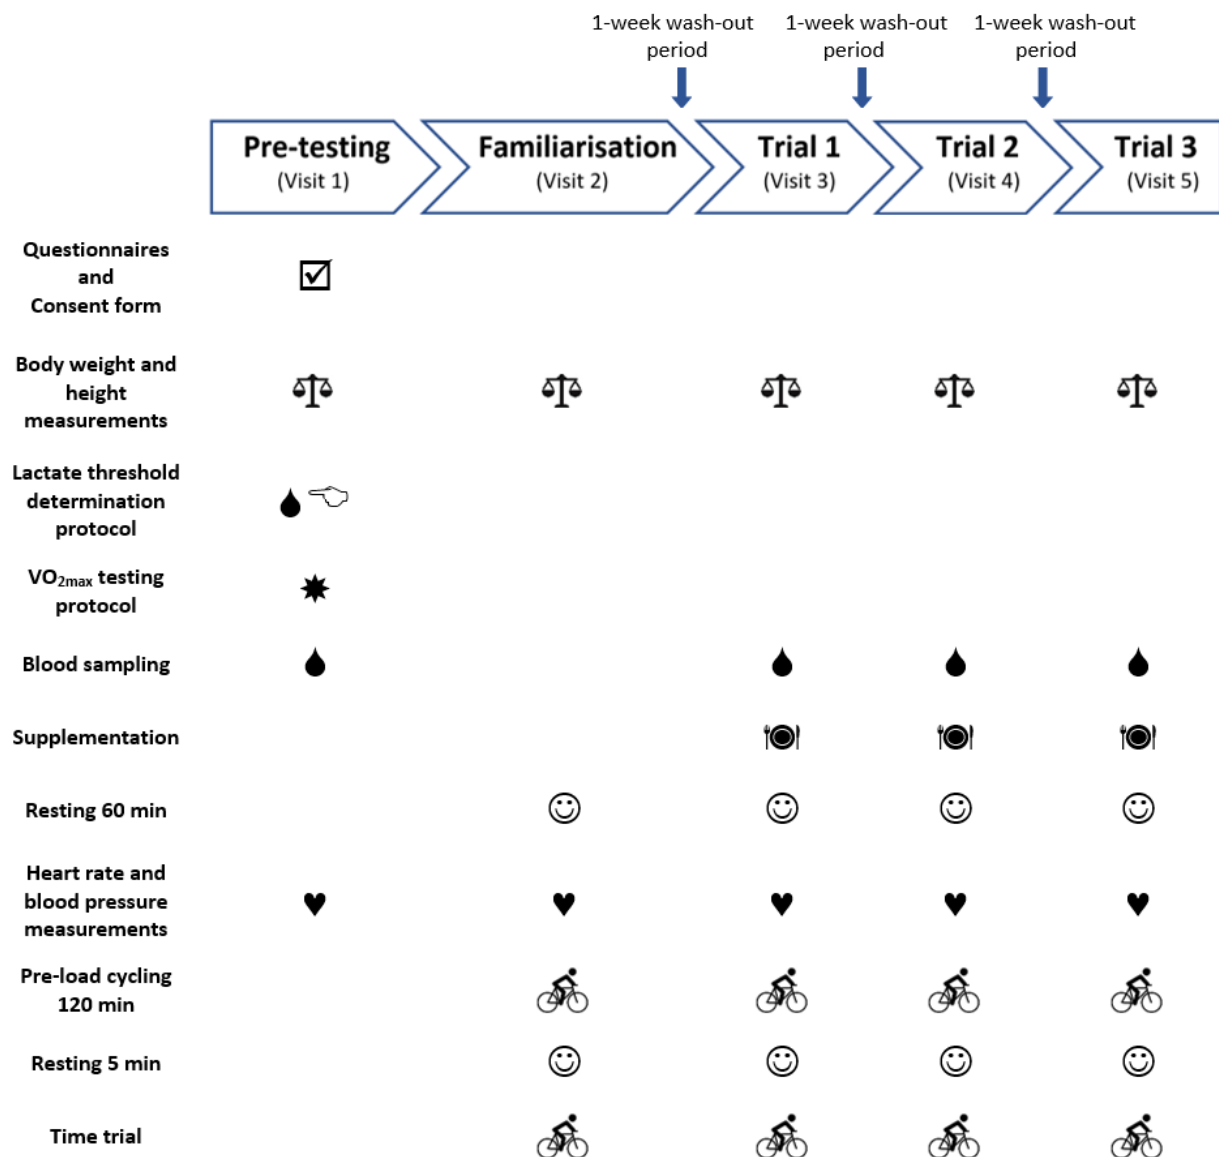 1-week wash-out
period
1-week wash-out
period
1-week wash-out
period
Pre-testing
(Visit 1)
Familiarisation
(Visit 2)
Trial 1
(Visit 3)
Trial 2
(Visit 4)
Trial 3
(Visit 5)
Questionnaires
and
Consent form
Body weight and
height
measurements
Lactate threshold
determination
protocol
VO2max testing
protocol
Blood sampling
Supplementation
Resting 60 min
Heart rate and
blood pressure
measurements
Pre-load cycling
120 min
Resting 5 min
Time trial